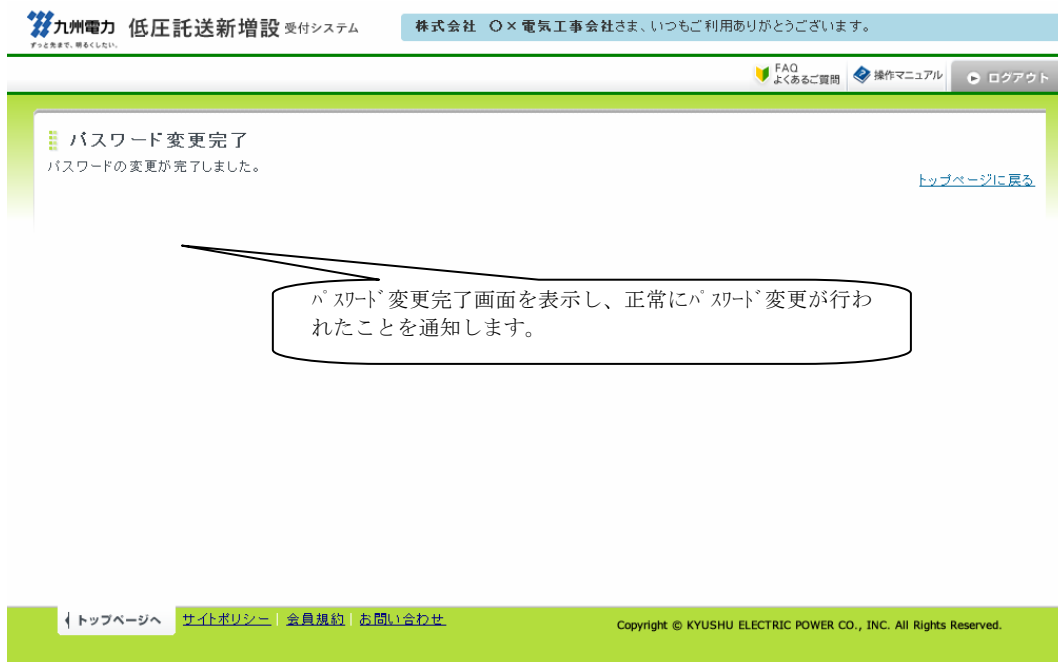 九州電力 低圧託送新増設 受付システム
ずっと先まで、明るくしたい。
株式会社 〇×電気工事会社さま、いつもご利用ありがとうございます。
FAQ
よくあるご質問
操作マニュアル
ログアウト
パスワード変更完了
パスワードの変更が完了しました。
トップページに戻る
ﾊﾟｽﾜｰﾄﾞ変更完了画面を表示し、正常にﾊﾟｽﾜｰﾄﾞ変更が行わ
れたことを通知します。
トップページへ サイトポリシー | 会員規約 | お問い合わせ
Copyright © KYUSHU ELECTRIC POWER CO., INC. All Rights Reserved.